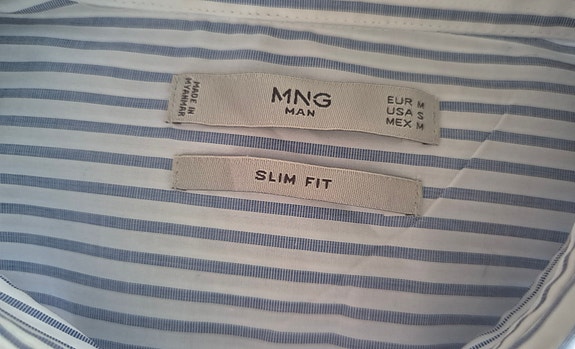 MADE IN
MYANMAR
MNG
MAN
EUR M
USA S
MEX M
SLIM FIT